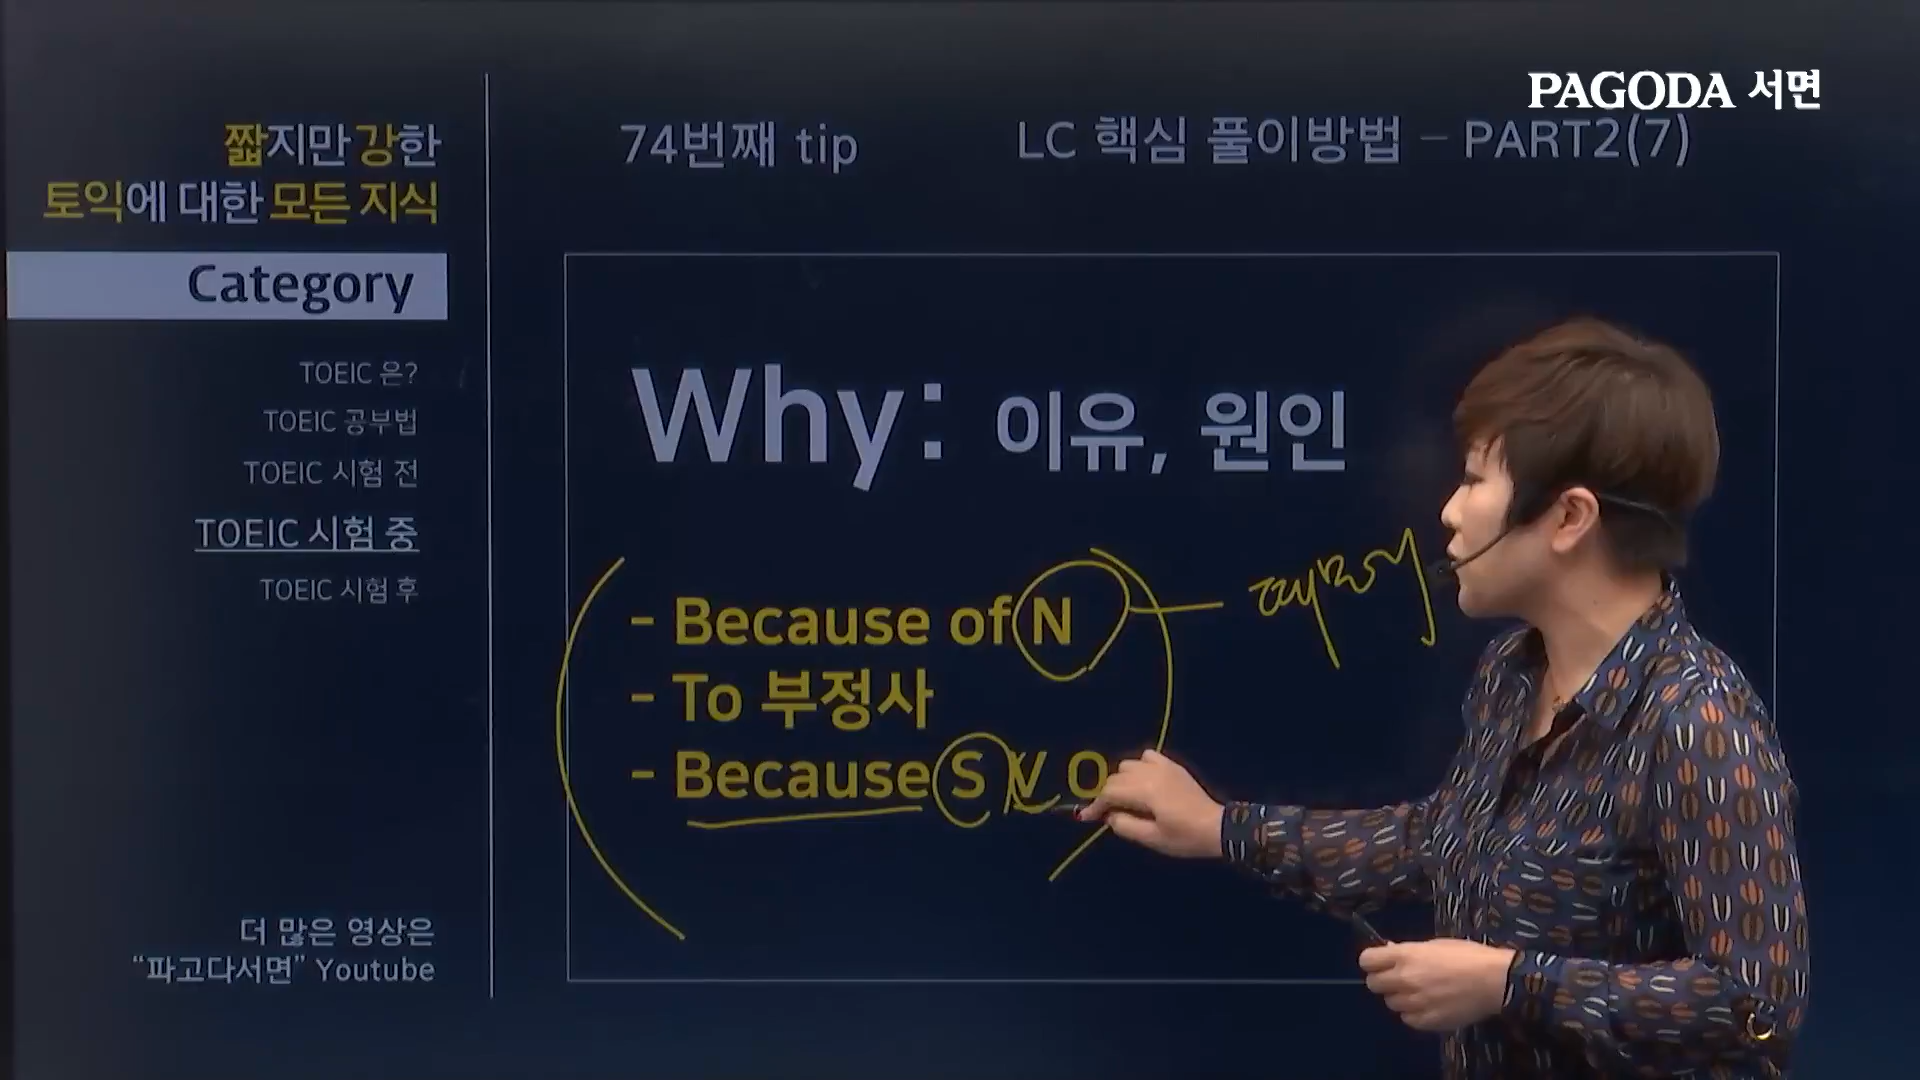 PAGODA 서면
짧지만 강한
토익에 대한 모든 지식
Category
TOEIC 은?
TOEIC 공부법
TOEIC 시험 전
TOEIC 시험 중
TOEIC 시험 후
더 많은 영상은
“파고다서면” Youtube
74번째 tip
LC 핵심 풀이방법 – PART2(7)
Why: 이유, 원인
- Because of N
- To 부정사
- Because S V O